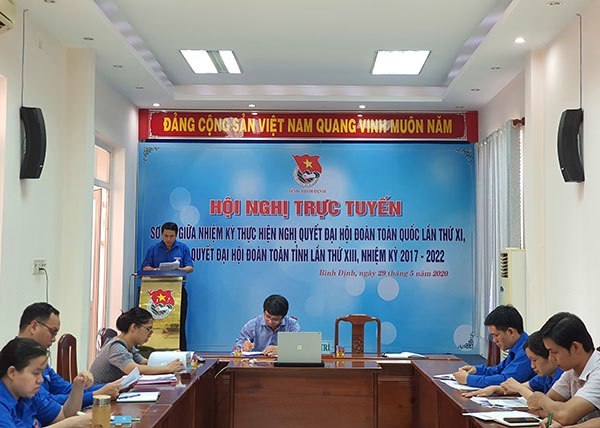 ĐẢNG CỘNG SẢN VIỆT NAM QUANG VINH MUÔN NĂM
HỘI NGHỊ TRỰC TUYẾN
SƠ GIỮA NHIỆM KỲ THỰC HIỆN NGHỊ QUYẾT ĐẠI HỘI ĐOÀN TOÀN QUỐC LẦN THỨ XI,
QUYẾT ĐẠI HỘI ĐOÀN TOÀN TỈNH LẦN THỨ XIII, NHIỆM KỲ 2017 - 2022
Bình Định, ngày 29 tháng 5 năm 2020